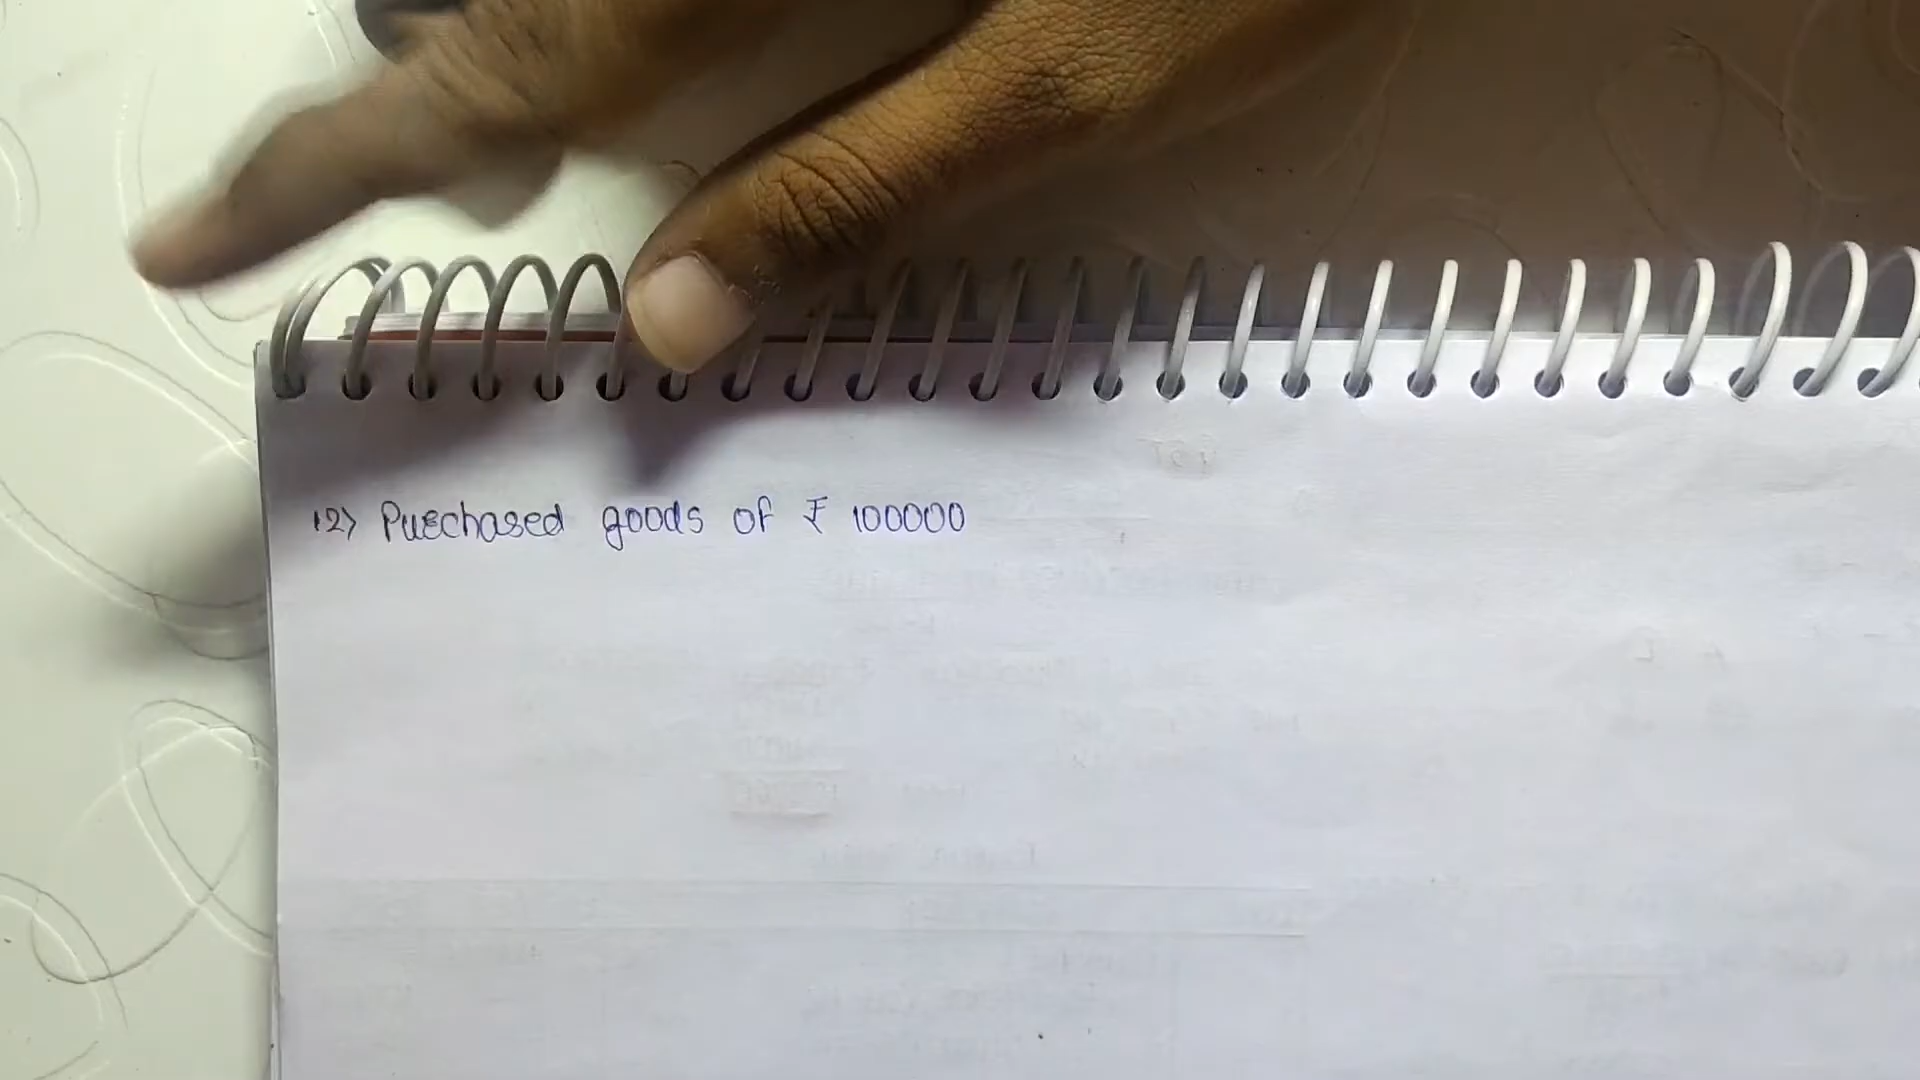 12) Purchased goods of ₹ 100000